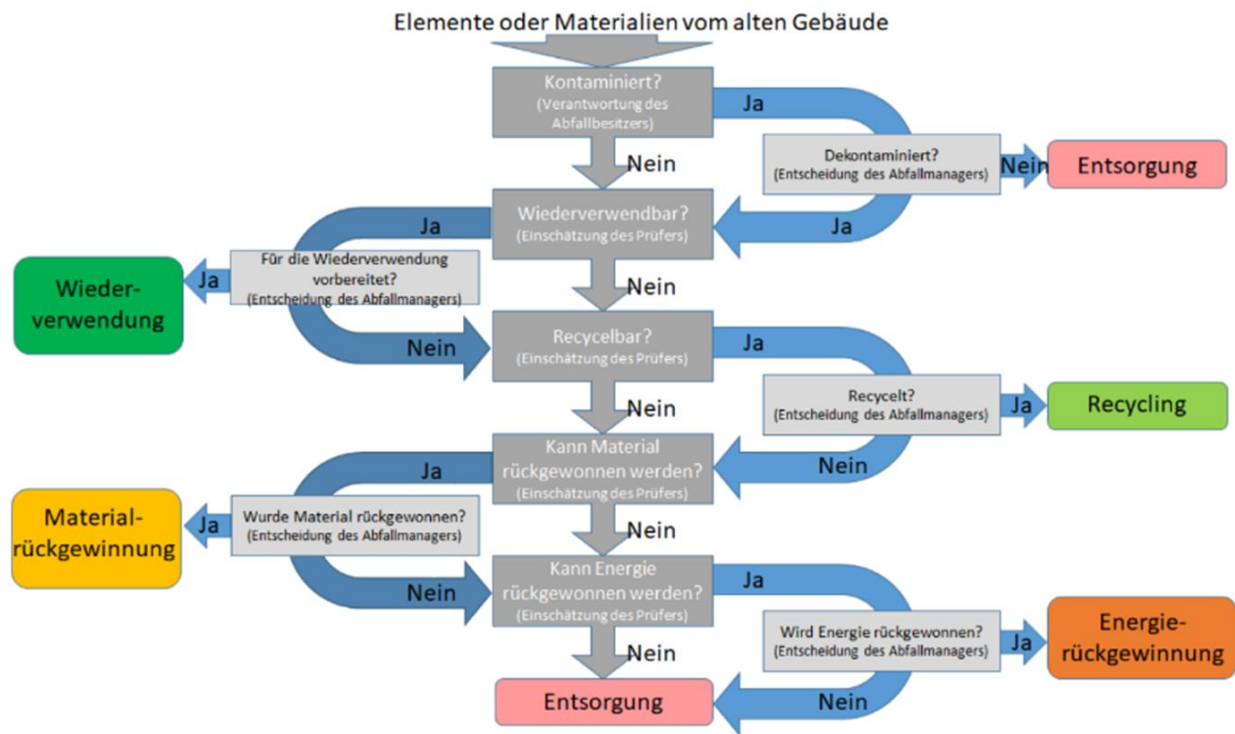 Elemente oder Materialien vom alten Gebäude
Kontaminiert?
(Verantwortung des
Abfallbesitzers)
Ja
Nein
Dekontaminiert?
(Entscheidung des Abfallmanagers)
Nein
Entsorgung
Ja
Wiederverwendbar?
(Einschätzung des Prüfers)
Ja
Für die Wiederverwendung
vorbereitet?
(Entscheidung des Abfallmanagers)
Ja
Wieder-
verwendung
Nein
Nein
Recycelbar?
(Einschätzung des Prüfers)
Ja
Nein
Recycelt?
(Entscheidung des Abfallmanagers)
Ja
Recycling
Nein
Kann Material
rückgewonnen werden?
(Einschätzung des Prüfers)
Ja
Wurde Material rückgewonnen?
(Entscheidung des Abfallmanagers)
Ja
Material-
rückgewinnung
Nein
Nein
Kann Energie
rückgewonnen werden?
(Einschätzung des Prüfers)
Ja
Nein
Wird Energie rückgewonnen?
(Entscheidung des Abfallmanagers)
Ja
Energie-
rückgewinnung
Nein
Entsorgung